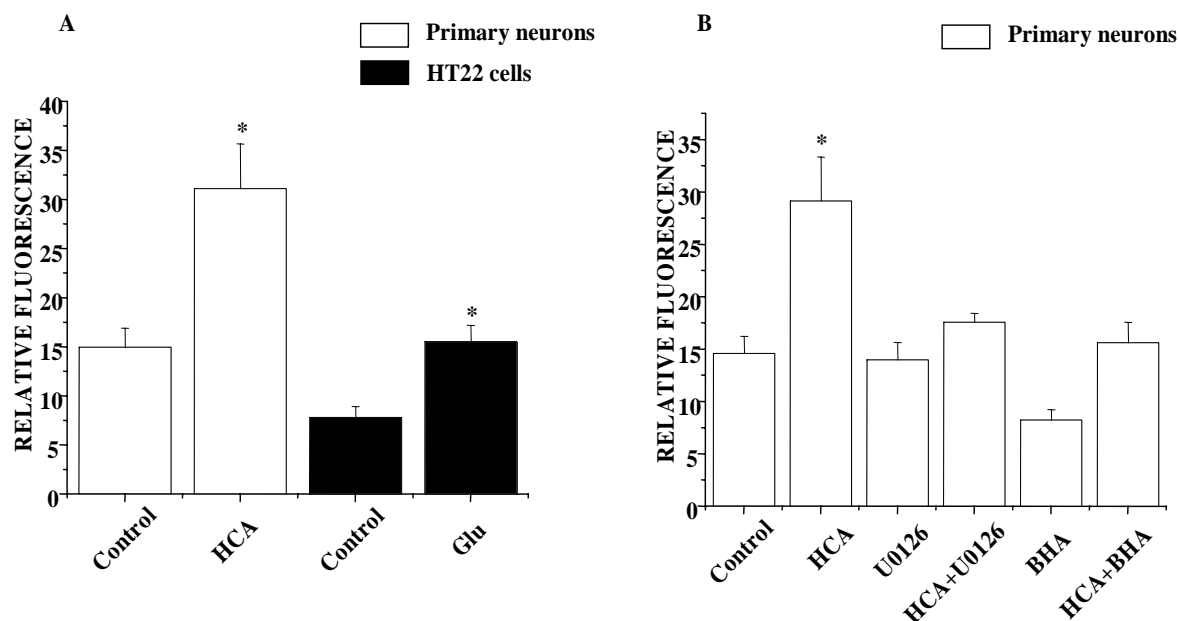 A
Primary neurons
HT22 cells
RELATIVE FLUORESCENCE
40
35
30
25
20
15
10
5
0
*
*
Control
HCA
Control
Glu
B
Primary neurons
RELATIVE FLUORESCENCE
35
30
25
20
15
10
5
0
*
Control
HCA
U0126
HCA+U0126
BHA
HCA+BHA